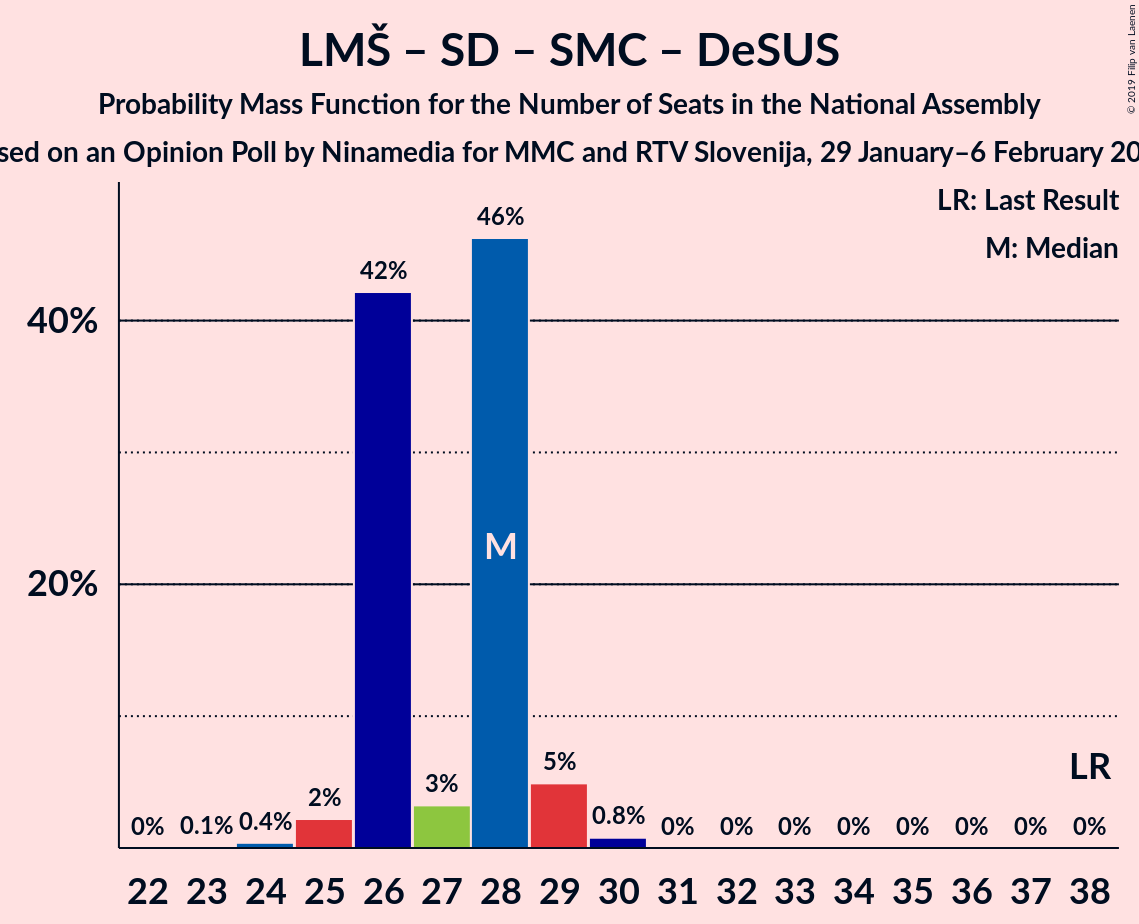 LMŠ – SD – SMC – DeSUS
Probability Mass Function for the Number of Seats in the National Assembly
on an Opinion Poll by Ninamedia for MMC and RTV Slovenija, 29 January–6 February
© 2019 Filip van Laenen
LR: Last Result
M: Median
46%
42%
40%
M
20%
LR
5%
3%
2%
0% 0.1% 0.4% 0.8% 0% 0% 0% 0% 0% 0% 0% 0%
22 23 24 25 26 27 28 29 30 31 32 33 34 35 36 37 38